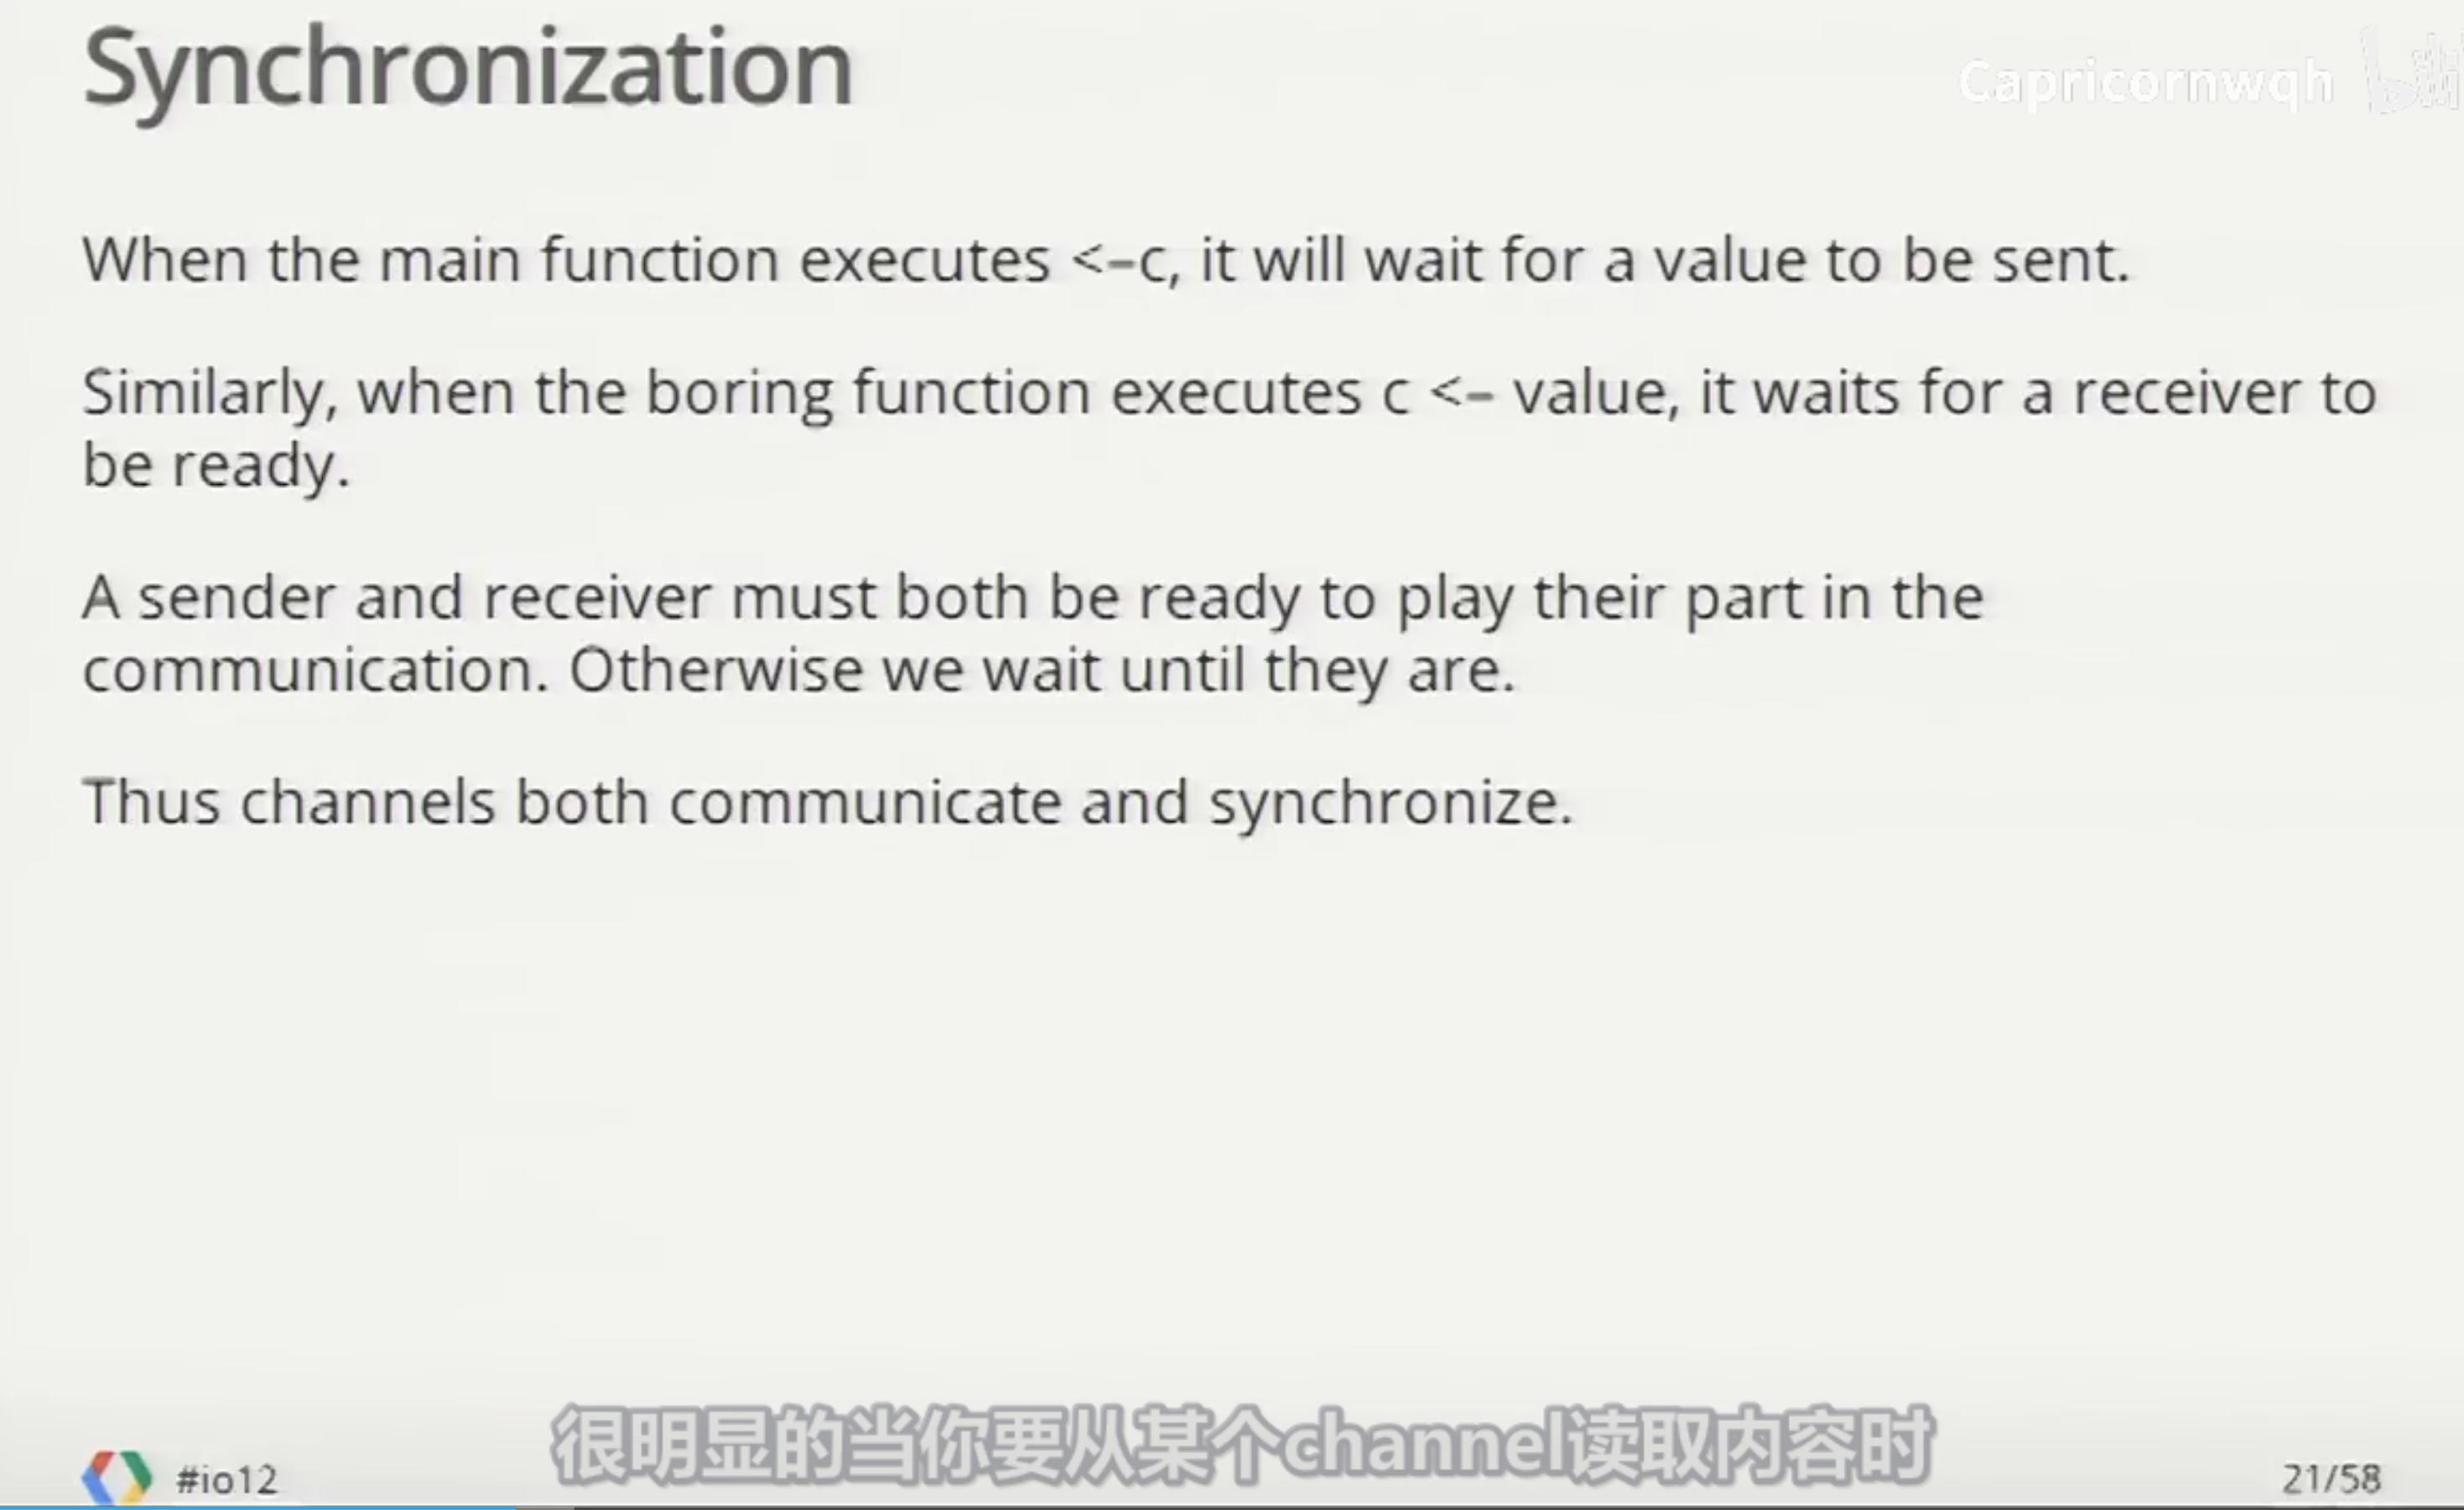 Synchronization
Capricornwqh
When the main function executes <–c, it will wait for a value to be sent.
Similarly, when the boring function executes c <– value, it waits for a receiver to
be ready.
A sender and receiver must both be ready to play their part in the
communication. Otherwise we wait until they are.
Thus channels both communicate and synchronize.
很明显的当你要从某个channel读取内容时
#io12
21/58